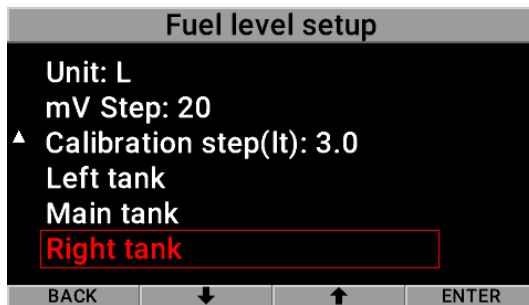 Fuel level setup
Unit: L
mV Step: 20
Calibration step(lt): 3.0
Left tank
Main tank
Right tank
BACK ENTER